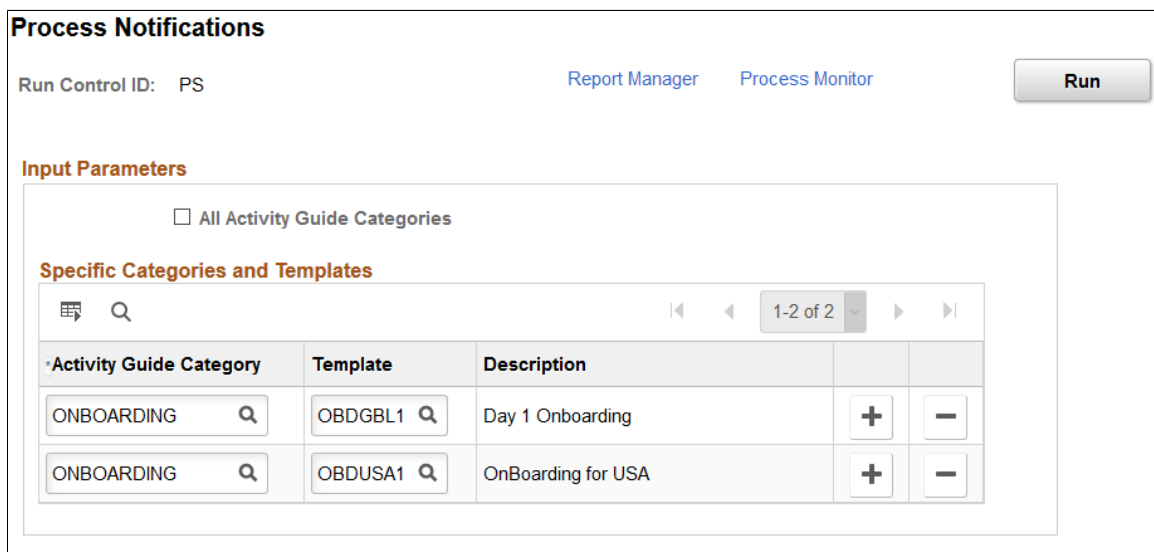 Process Notifications
Run Control ID: PS Report Manager Process Monitor Run
Input Parameters
All Activity Guide Categories
Specific Categories and Templates
1-2 of 2
*Activity Guide Category Template Description
ONBOARDING OBDGBL1 Day 1 Onboarding
ONBOARDING OBDUSA1 OnBoarding for USA